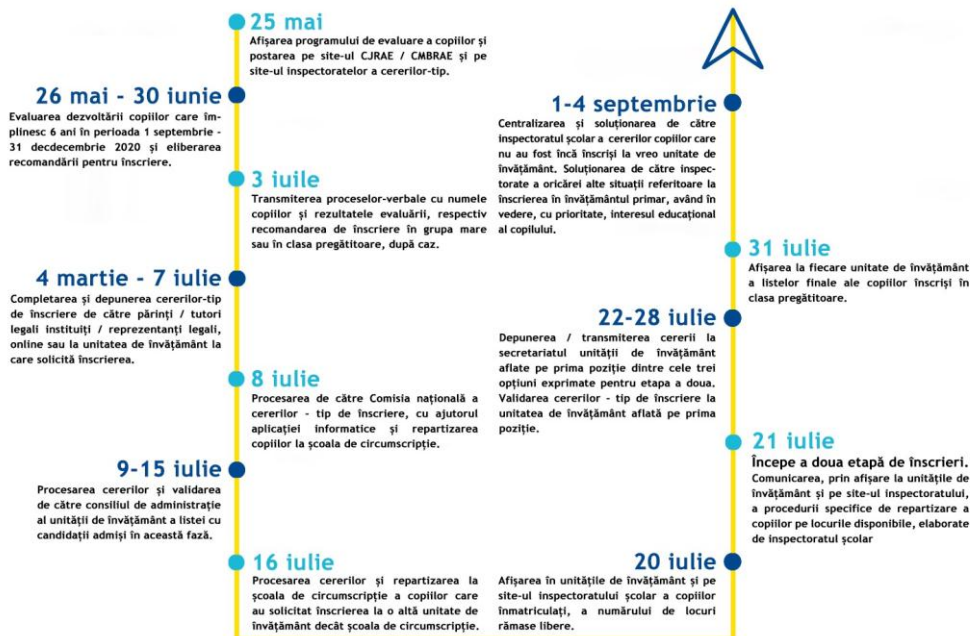 25 mai
Afișarea programului de evaluare a copiilor și
postarea pe site-ul CJRAE / CMBRAE și pe
site-ul inspectoratelor a cererilor-tip.
26 mai - 30 iunie
Evaluarea dezvoltării copiilor care îm-
plinesc 6 ani în perioada 1 septembrie -
31 decdecembrie 2020 și eliberarea
recomandării pentru înscriere.
3 iuile
Transmiterea proceselor-verbale cu numele
copiilor și rezultatele evaluării, respectiv
recomandarea de înscriere în grupa mare
sau în clasa pregătitoare, după caz.
4 martie - 7 iulie
Completarea și depunerea cererilor-tip
de înscriere de către părinți / tutori
legali instituiți / reprezentanți legali,
online sau la unitatea de învățământ la
care solicită înscrierea.
8 iulie
Procesarea de către Comisia națională a
cererilor - tip de înscriere, cu ajutorul
aplicației informatice și repartizarea
copiilor la școala de circumscripție.
9-15 iulie
Procesarea cererilor și validarea
de către consiliul de administrație
al unității de învățământ a listei cu
candidații admiși în această fază.
16 iulie
Procesarea cererilor și repartizarea la
școala de circumscripție a copiilor care
au solicitat înscrierea la o altă unitate de
învățământ decât școala de circumscripție.
20 iulie
Afișarea în unitățile de învățământ și pe
site-ul inspectoratului școlar a copiilor
înmatriculați, a numărului de locuri
rămase libere.
21 iulie
Începe a doua etapă de înscrieri.
Comunicarea, prin afișare la unitățile de
învățământ și pe site-ul inspectoratului,
a procedurii specifice de repartizare a
copiilor pe locurile disponibile, elaborate
de inspectoratul școlar
22-28 iulie
Depunerea / transmiterea cererii la
secretariatul unității de învățământ
aflate pe prima poziție dintre cele trei
opțiuni exprimate pentru etapa a doua.
Validarea cererilor - tip de înscriere la
unitatea de învățământ aflată pe prima
poziție.
31 iulie
Afișarea la fiecare unitate de învățământ
a listelor finale ale copiilor înscriși în
clasa pregătitoare.
1-4 septembrie
Centralizarea și soluționarea de către
inspectoratul școlar a cererilor copiilor care
nu au fost încă înscriși la vreo unitate de
învățământ. Soluționarea de către inspec-
torate a oricărei alte situații referitoare la
înscrierea în învățământul primar, având în
vedere, cu prioritate, interesul educațional
al copilului.